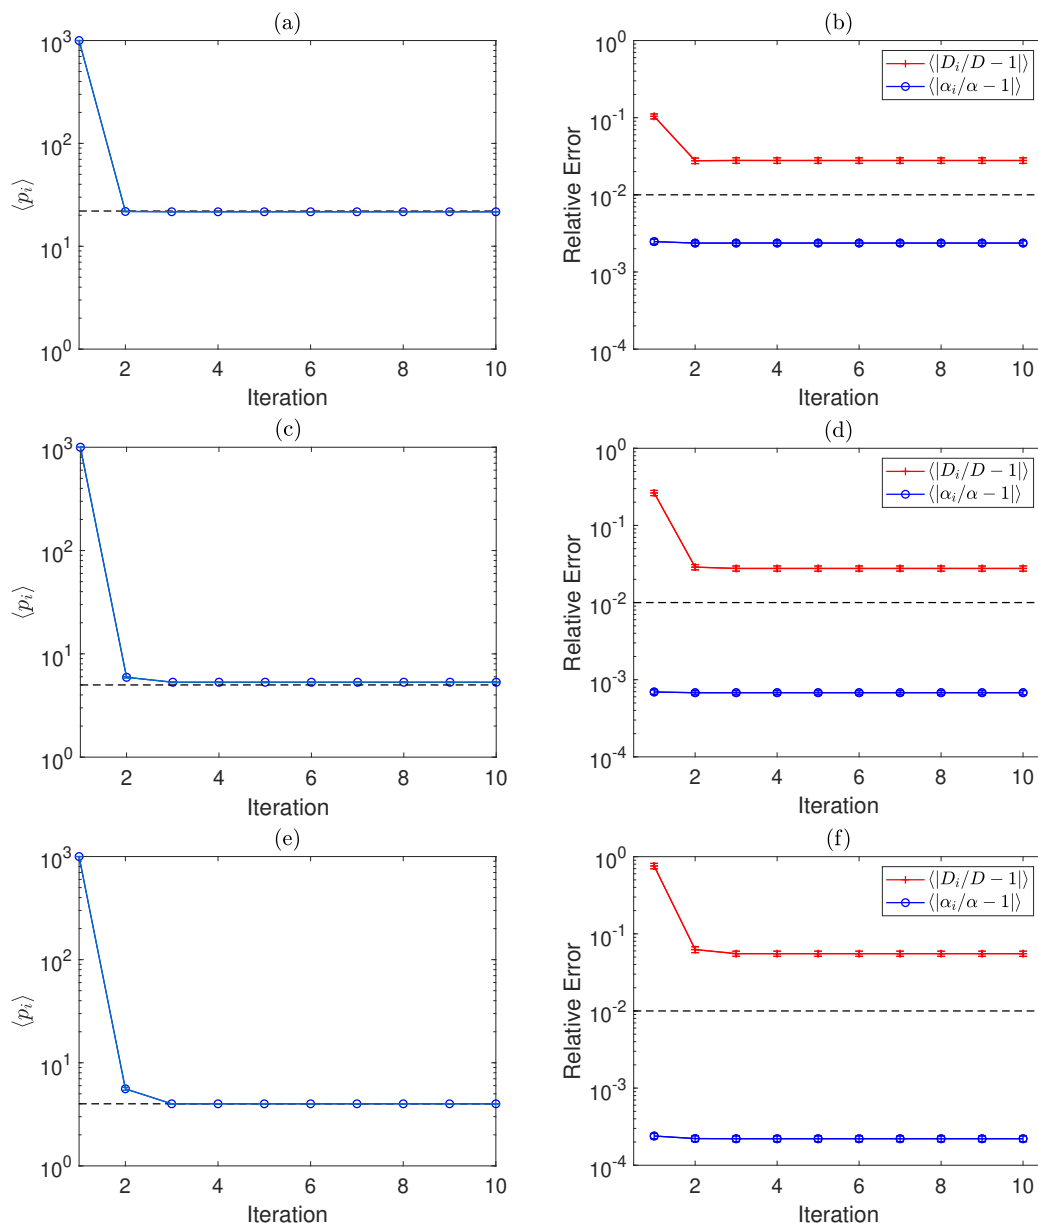 (a)
10^3
10^2
10^1
10^0
⟨p_i⟩
2 4 6 8 10
Iteration
(b)
10^0
10^-1
10^-2
10^-3
10^-4
Relative Error
⟨|D_i/D − 1|⟩
⟨|α_i/α − 1|⟩
2 4 6 8 10
Iteration
(c)
10^3
10^2
10^1
10^0
⟨p_i⟩
2 4 6 8 10
Iteration
(d)
10^0
10^-1
10^-2
10^-3
10^-4
Relative Error
⟨|D_i/D − 1|⟩
⟨|α_i/α − 1|⟩
2 4 6 8 10
Iteration
(e)
10^3
10^2
10^1
10^0
⟨p_i⟩
2 4 6 8 10
Iteration
(f)
10^0
10^-1
10^-2
10^-3
10^-4
Relative Error
⟨|D_i/D − 1|⟩
⟨|α_i/α − 1|⟩
2 4 6 8 10
Iteration